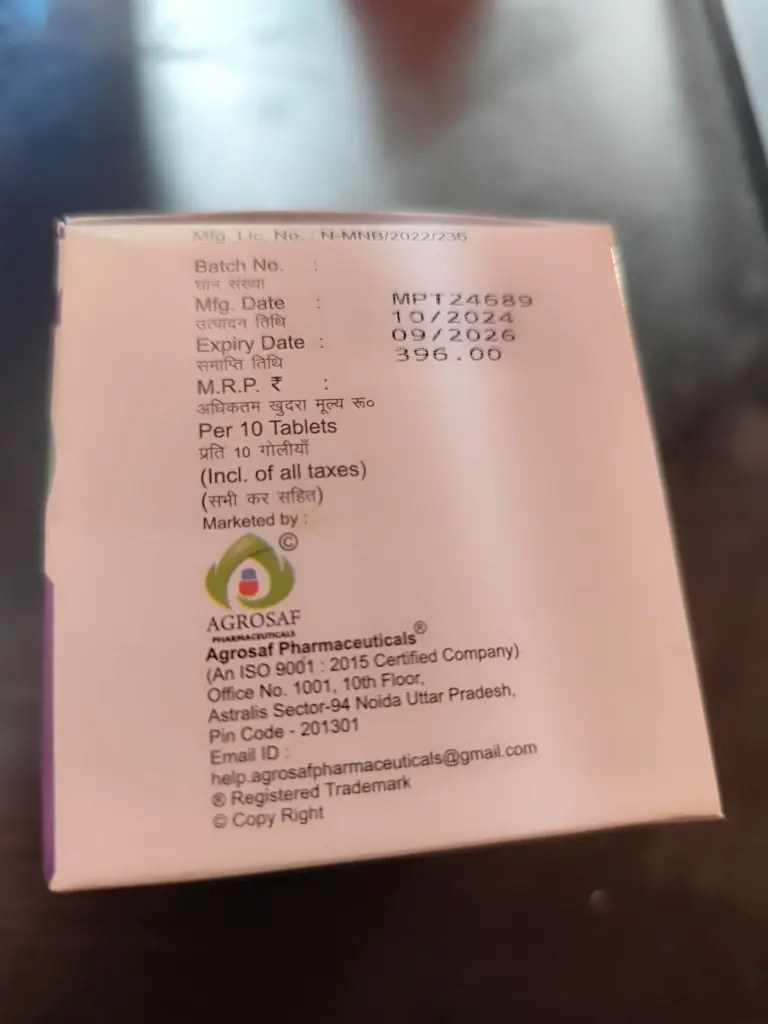 Mfg. Lic. No. : N-MNB/2022/236
Batch No. :
घान संख्या
Mfg. Date : MPT24689
उत्पादन तिथि 10/2024
Expiry Date : 09/2026
समाप्ति तिथि 396.00
M.R.P. ₹ :
अधिकतम खुदरा मूल्य रू०
Per 10 Tablets
प्रति 10 गोलीयाँ
(Incl. of all taxes)
(सभी कर सहित)
Marketed by :
©
AGROSAF
PHARMACEUTICALS
Agrosaf Pharmaceuticals®
(An ISO 9001 : 2015 Certified Company)
Office No. 1001, 10th Floor,
Astralis Sector-94 Noida Uttar Pradesh,
Pin Code - 201301
Email ID :
help.agrosafpharmaceuticals@gmail.com
® Registered Trademark
© Copy Right